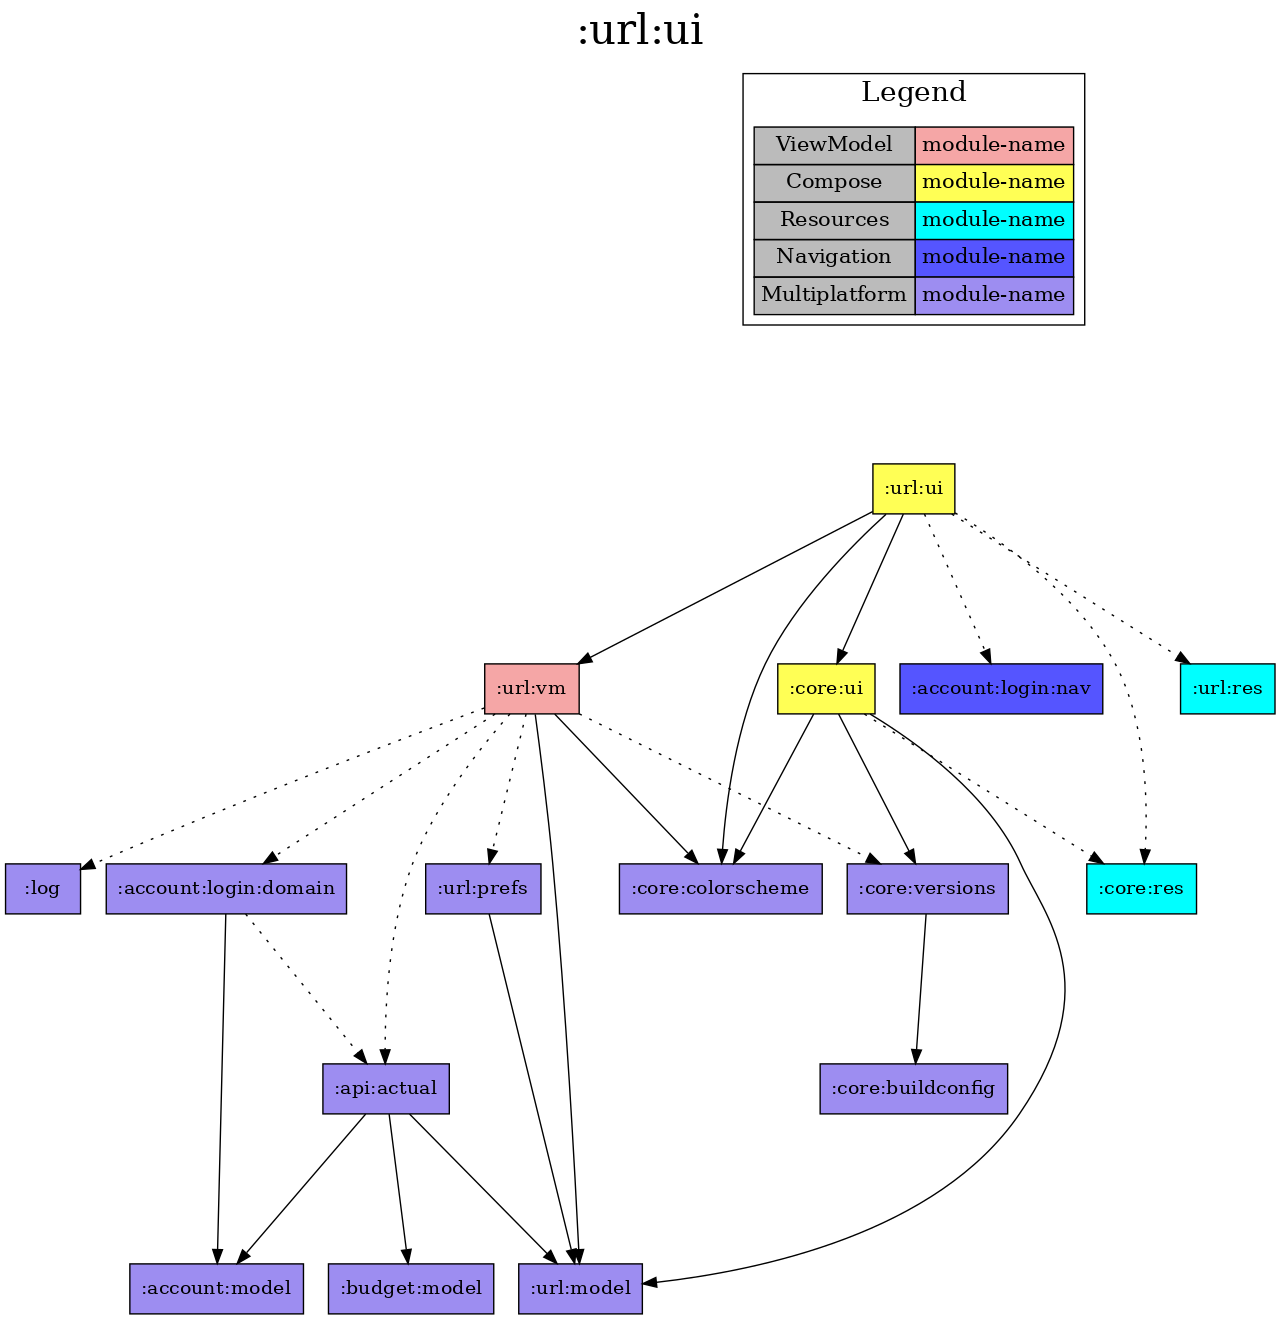 :url:ui
Legend
ViewModel module-name
Compose module-name
Resources module-name
Navigation module-name
Multiplatform module-name
:url:ui
:url:vm :core:ui :account:login:nav :url:res
:log :account:login:domain :url:prefs :core:colorscheme :core:versions :core:res
:api:actual :core:buildconfig
:account:model :budget:model :url:model